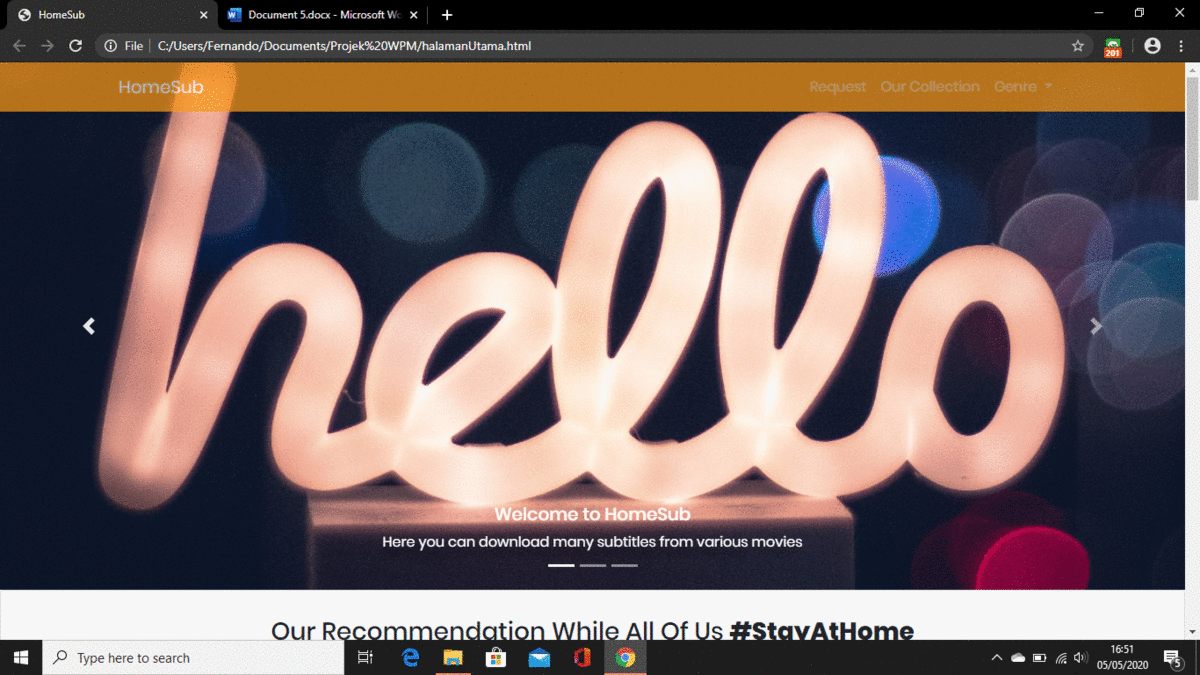 HomeSub
Document 5.docx - Microsoft Wo
File
C:/Users/Fernando/Documents/Projek%20WPM/halamanUtama.html
201
HomeSub
Request
Our Collection
Genre
hello
Welcome to HomeSub
Here you can download many subtitles from various movies
Our Recommendation While All Of Us #StayAtHome
Type here to search
16:51
05/05/2020
5